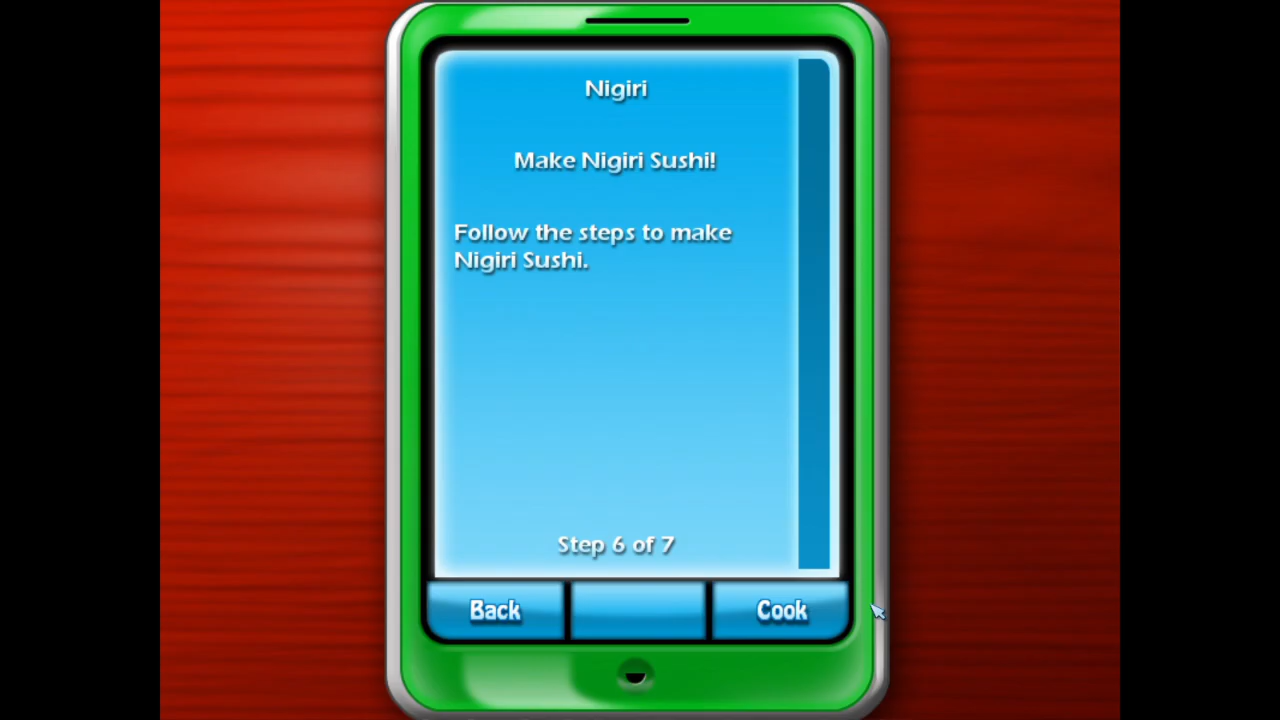 Nigiri
Make Nigiri Sushi!
Follow the steps to make
Nigiri Sushi.
Step 6 of 7
Back
Cook